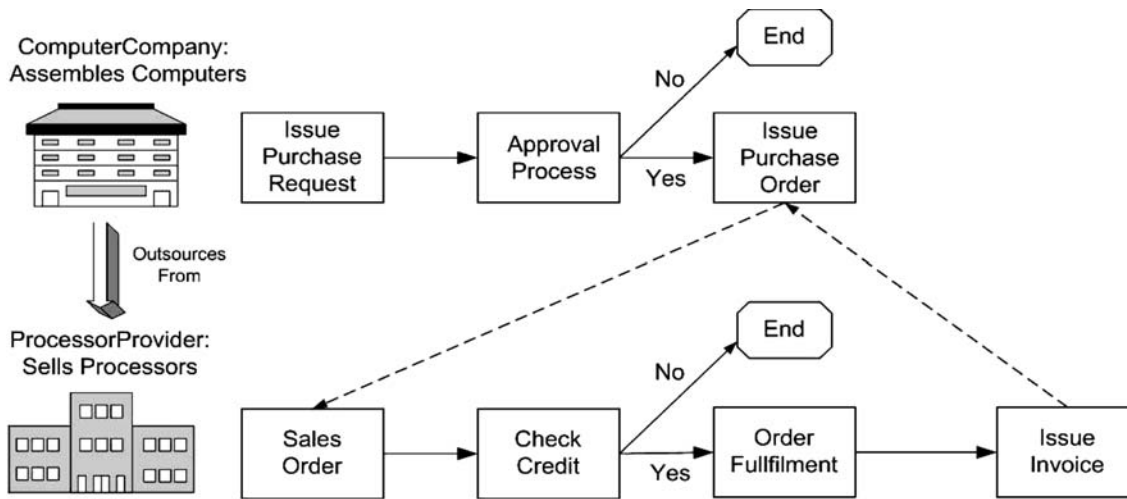 ComputerCompany:
Assembles Computers
Issue
Purchase
Request
Approval
Process
No
End
Yes
Issue
Purchase
Order
Outsources
From
ProcessorProvider:
Sells Processors
Sales
Order
Check
Credit
No
End
Yes
Order
Fullfilment
Issue
Invoice